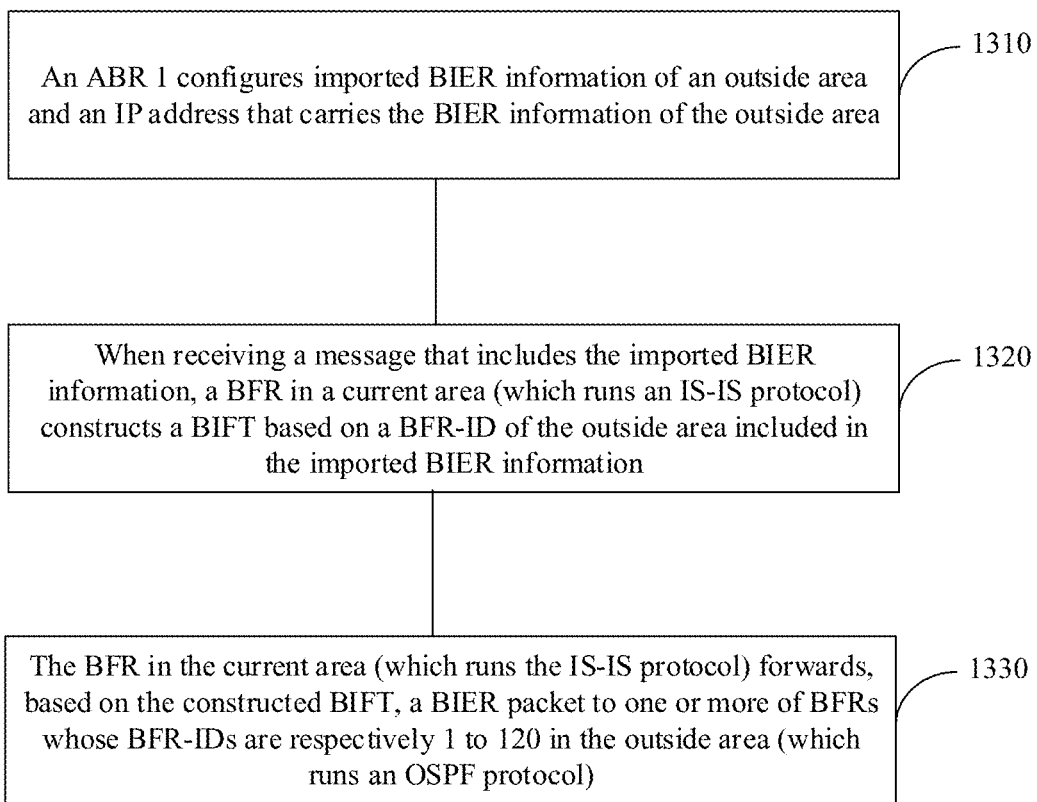 An ABR 1 configures imported BIER information of an outside area
and an IP address that carries the BIER information of the outside area
1310
When receiving a message that includes the imported BIER
information, a BFR in a current area (which runs an IS-IS protocol)
constructs a BIFT based on a BFR-ID of the outside area included in
the imported BIER information
1320
The BFR in the current area (which runs the IS-IS protocol) forwards,
based on the constructed BIFT, a BIER packet to one or more of BFRs
whose BFR-IDs are respectively 1 to 120 in the outside area (which
runs an OSPF protocol)
1330